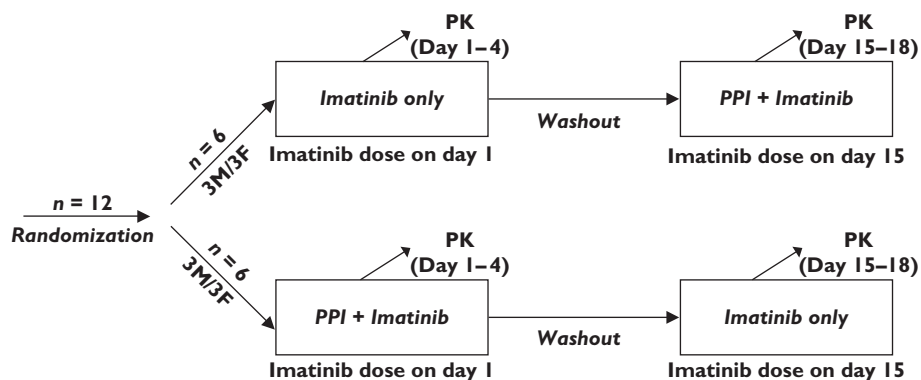 PK
(Day 1–4)
Imatinib only
Imatinib dose on day 1
Washout
PK
(Day 15–18)
PPI + Imatinib
Imatinib dose on day 15
n = 6
3M/3F
n = 12
Randomization
n = 6
3M/3F
PK
(Day 1–4)
PPI + Imatinib
Imatinib dose on day 1
Washout
PK
(Day 15–18)
Imatinib only
Imatinib dose on day 15